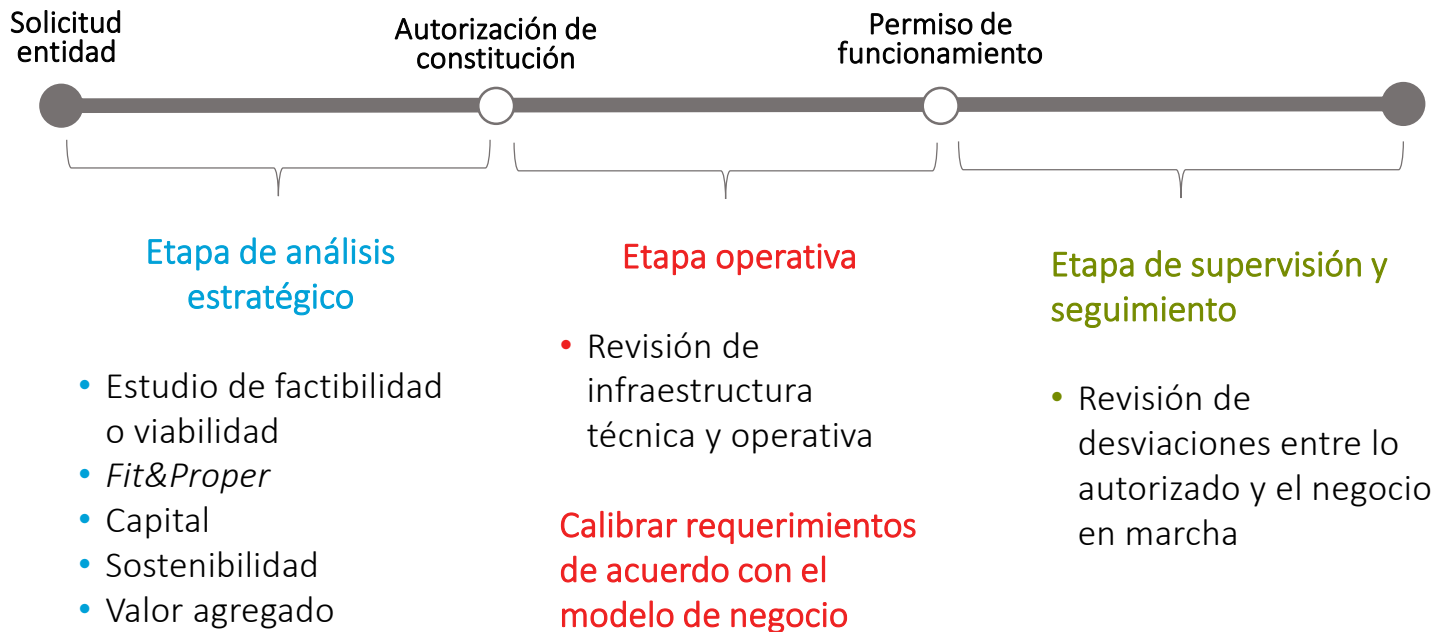 Solicitud
entidad
Autorización de
constitución
Permiso de
funcionamiento
Etapa de análisis
estratégico
• Estudio de factibilidad
o viabilidad
• Fit&Proper
• Capital
• Sostenibilidad
• Valor agregado
Etapa operativa
• Revisión de
infraestructura
técnica y operativa
Calibrar requerimientos
de acuerdo con el
modelo de negocio
Etapa de supervisión y
seguimiento
• Revisión de
desviaciones entre lo
autorizado y el negocio
en marcha